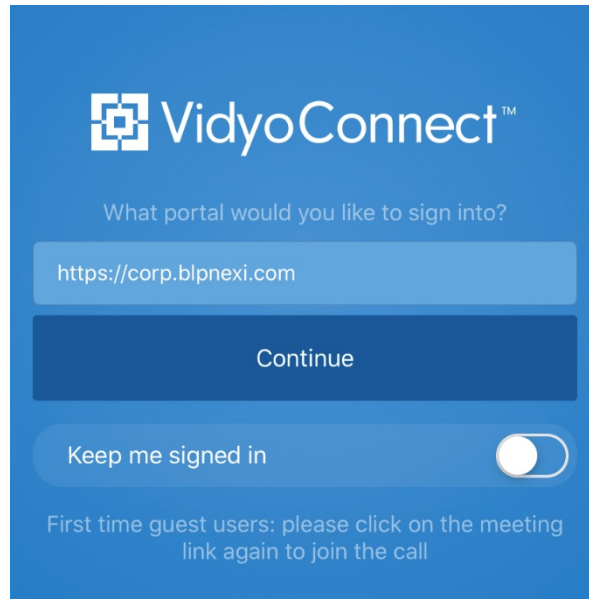 VidyoConnect™
What portal would you like to sign into?
https://corp.blpnexi.com
Continue
Keep me signed in
First time guest users: please click on the meeting
link again to join the call